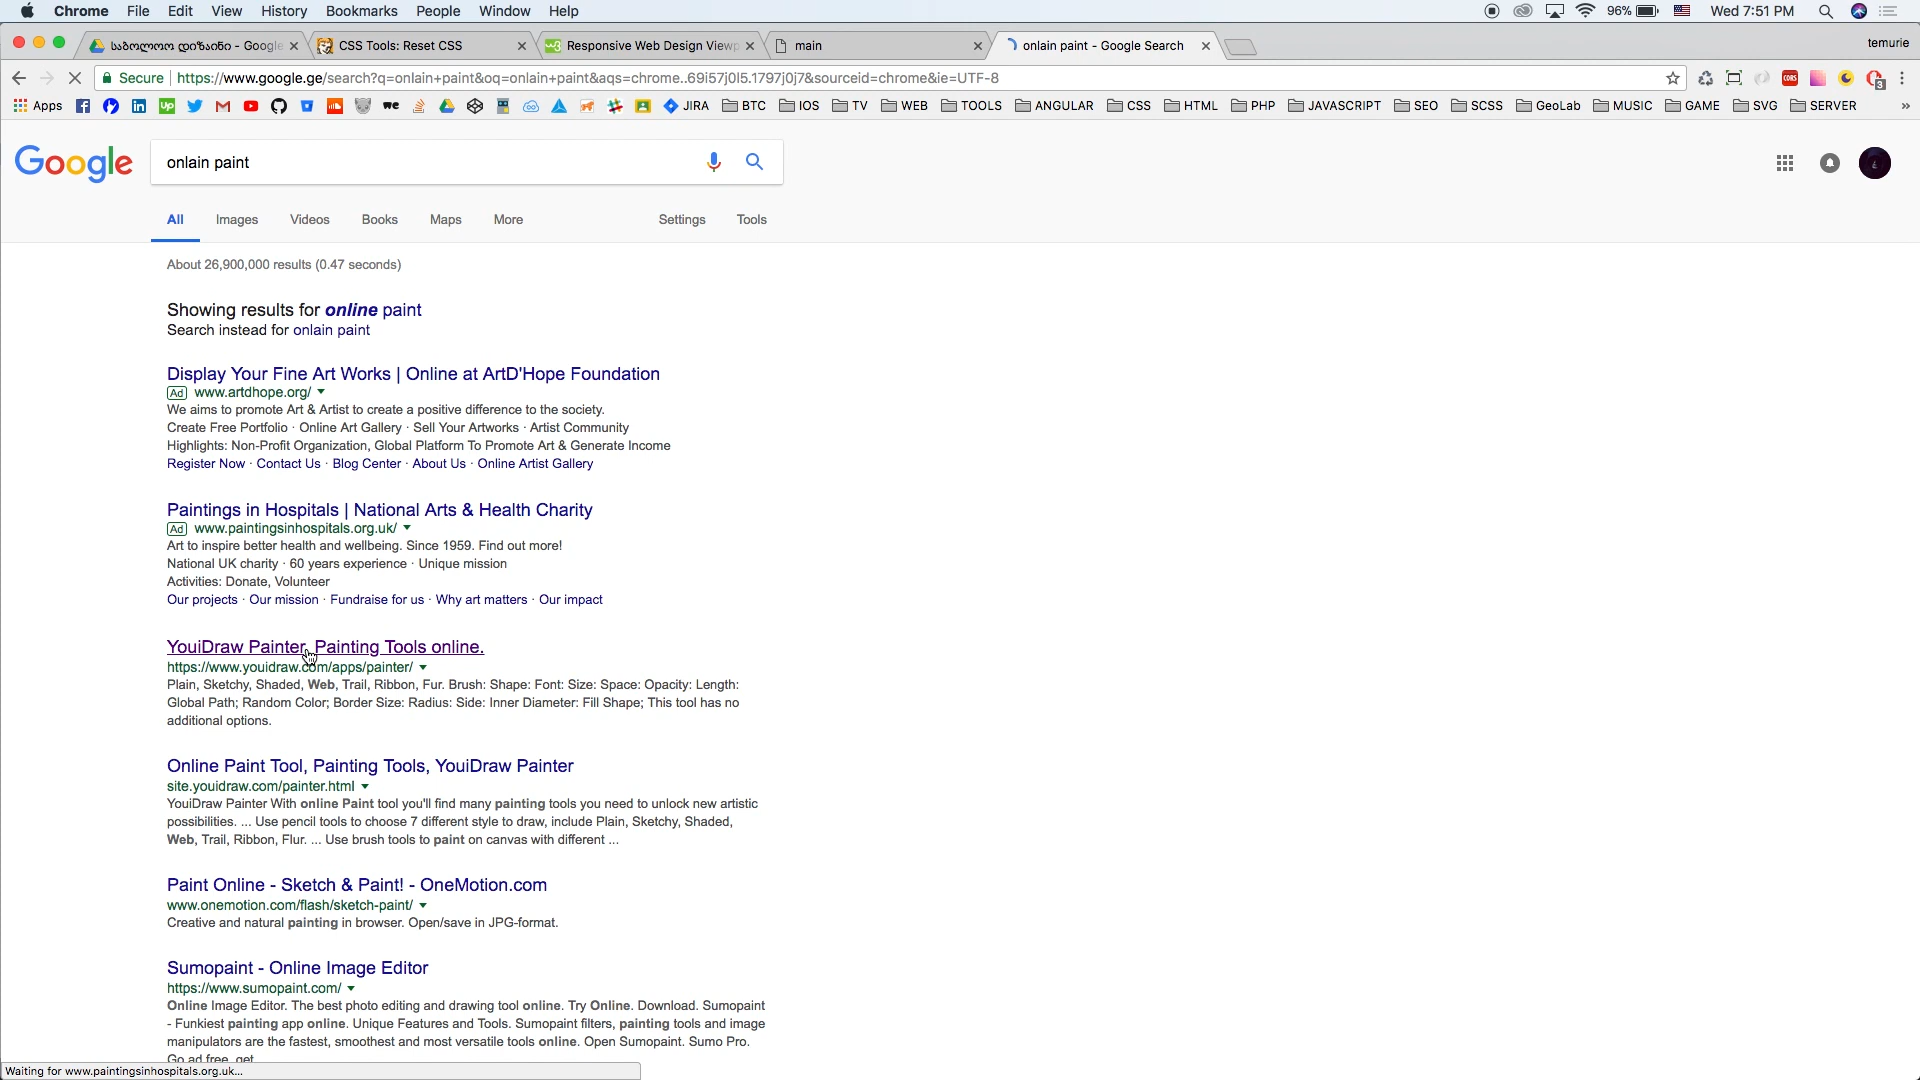 Chrome File Edit View History Bookmarks People Window Help 96% Wed 7:51 PM
საბოლოო დიზაინი - Google CSS Tools: Reset CSS Responsive Web Design Viewp main onlain paint - Google Search temurie
Secure https://www.google.ge/search?q=onlain+paint&oq=onlain+paint&aqs=chrome..69i57j0l5.1797j0j7&sourceid=chrome&ie=UTF-8
Apps JIRA BTC IOS TV WEB TOOLS ANGULAR CSS HTML PHP JAVASCRIPT SEO SCSS GeoLab MUSIC GAME SVG SERVER »
Google onlain paint
All Images Videos Books Maps More Settings Tools
About 26,900,000 results (0.47 seconds)
Showing results for online paint
Search instead for onlain paint
Display Your Fine Art Works | Online at ArtD'Hope Foundation
Ad www.artdhope.org/
We aims to promote Art & Artist to create a positive difference to the society.
Create Free Portfolio · Online Art Gallery · Sell Your Artworks · Artist Community
Highlights: Non-Profit Organization, Global Platform To Promote Art & Generate Income
Register Now · Contact Us · Blog Center · About Us · Online Artist Gallery
Paintings in Hospitals | National Arts & Health Charity
Ad www.paintingsinhospitals.org.uk/
Art to inspire better health and wellbeing. Since 1959. Find out more!
National UK charity · 60 years experience · Unique mission
Activities: Donate, Volunteer
Our projects · Our mission · Fundraise for us · Why art matters · Our impact
YouiDraw Painter, Painting Tools online.
https://www.youidraw.com/apps/painter/
Plain, Sketchy, Shaded, Web, Trail, Ribbon, Fur. Brush: Shape: Font: Size: Space: Opacity: Length:
Global Path; Random Color; Border Size: Radius: Side: Inner Diameter: Fill Shape; This tool has no
additional options.
Online Paint Tool, Painting Tools, YouiDraw Painter
site.youidraw.com/painter.html
YouiDraw Painter With online Paint tool you'll find many painting tools you need to unlock new artistic
possibilities. ... Use pencil tools to choose 7 different style to draw, include Plain, Sketchy, Shaded,
Web, Trail, Ribbon, Flur. ... Use brush tools to paint on canvas with different ...
Paint Online - Sketch & Paint! - OneMotion.com
www.onemotion.com/flash/sketch-paint/
Creative and natural painting in browser. Open/save in JPG-format.
Sumopaint - Online Image Editor
https://www.sumopaint.com/
Online Image Editor. The best photo editing and drawing tool online. Try Online. Download. Sumopaint
- Funkiest painting app online. Unique Features and Tools. Sumopaint filters, painting tools and image
manipulators are the fastest, smoothest and most versatile tools online. Open Sumopaint. Sumo Pro.
Go ad free, get
Waiting for www.paintingsinhospitals.org.uk...